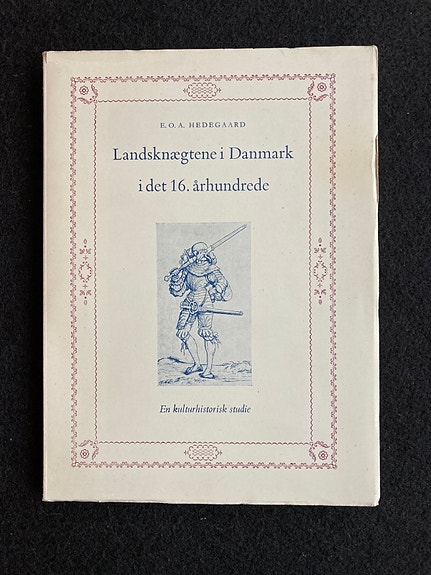 E. O. A. HEDEGAARD
Landsknægtene i Danmark
i det 16. århundrede
En kulturhistorisk studie